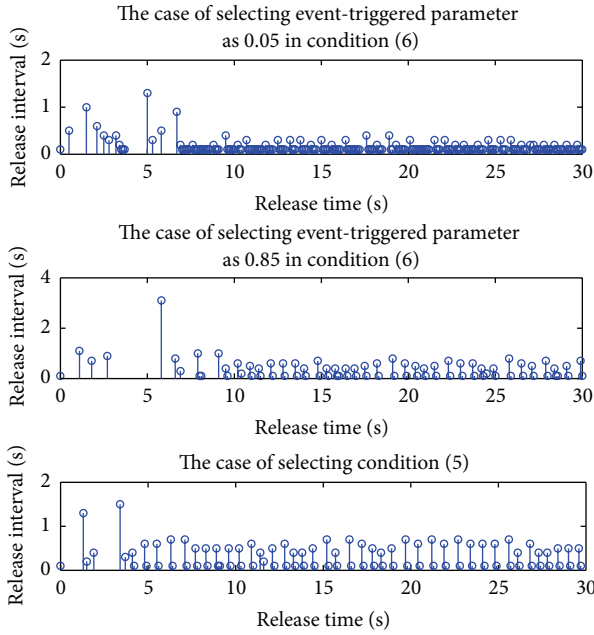 The case of selecting event-triggered parameter
as 0.05 in condition (6)
Release interval (s)
2
1
0
0 5 10 15 20 25 30
Release time (s)
The case of selecting event-triggered parameter
as 0.85 in condition (6)
Release interval (s)
4
2
0
0 5 10 15 20 25 30
Release time (s)
The case of selecting condition (5)
Release interval (s)
2
1
0
0 5 10 15 20 25 30
Release time (s)